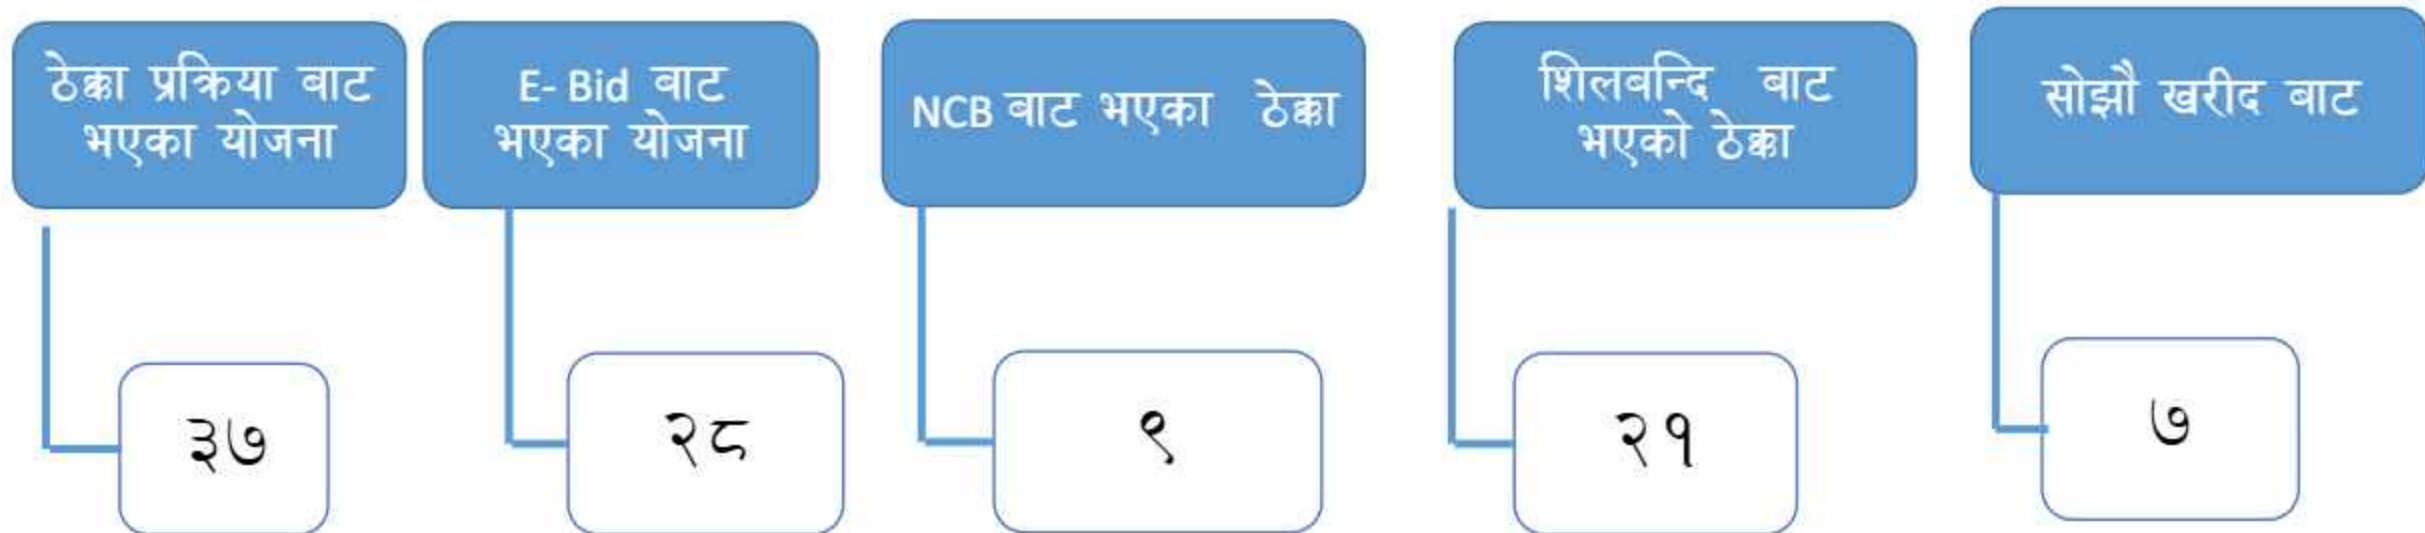 ठेक्का प्रक्रिया बाट
भएका योजना
३७
E- Bid बाट
भएका योजना
२८
NCB बाट भएका ठेक्का
९
शिलबन्दि बाट
भएको ठेक्का
२१
सोझौ खरीद बाट
७